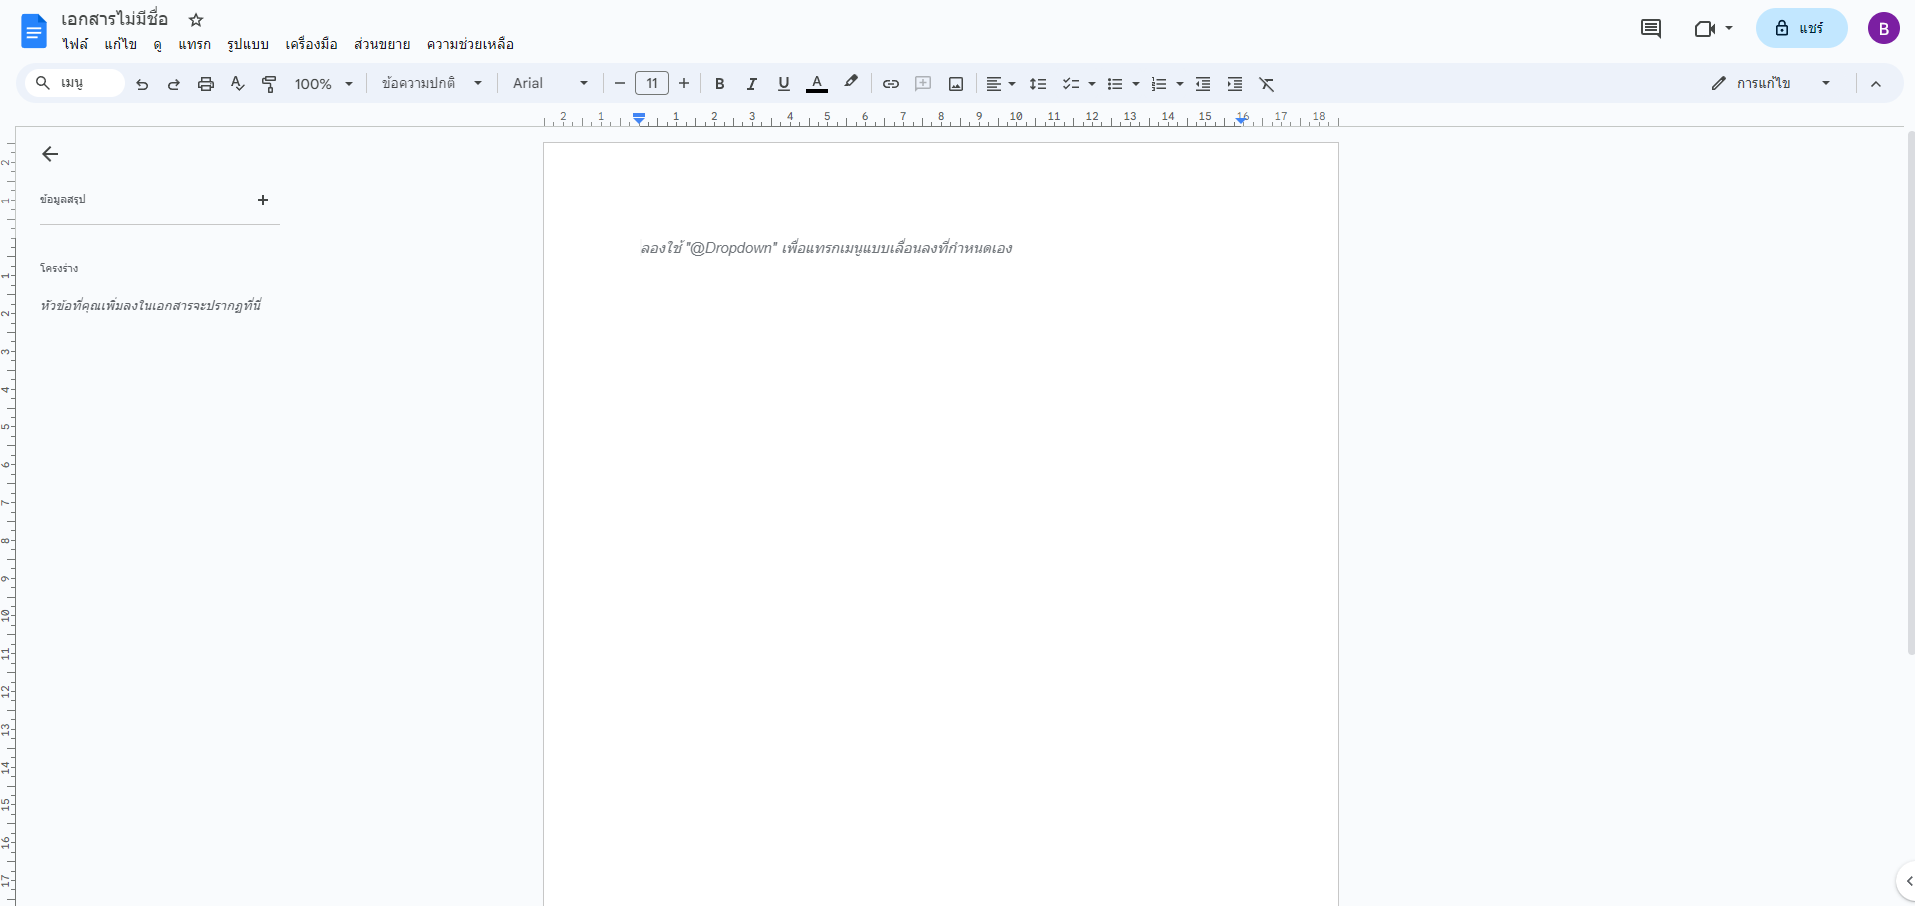 เอกสารไม่มีชื่อ
ไฟล์ แก้ไข ดู แทรก รูปแบบ เครื่องมือ ส่วนขยาย ความช่วยเหลือ
แชร์
B
เมนู 100% ข้อความปกติ Arial 11 B I U A การแก้ไข
2 1 1 2 3 4 5 6 7 8 9 10 11 12 13 14 15 16 17 18
ข้อมูลสรุป
โครงร่าง
หัวข้อที่คุณเพิ่มลงในเอกสารจะปรากฏที่นี่
ลองใช้ "@Dropdown" เพื่อแทรกเมนูแบบเลื่อนลงที่กำหนดเอง
2
1
1
2
3
4
5
6
7
8
9
10
11
12
13
14
15
16
17